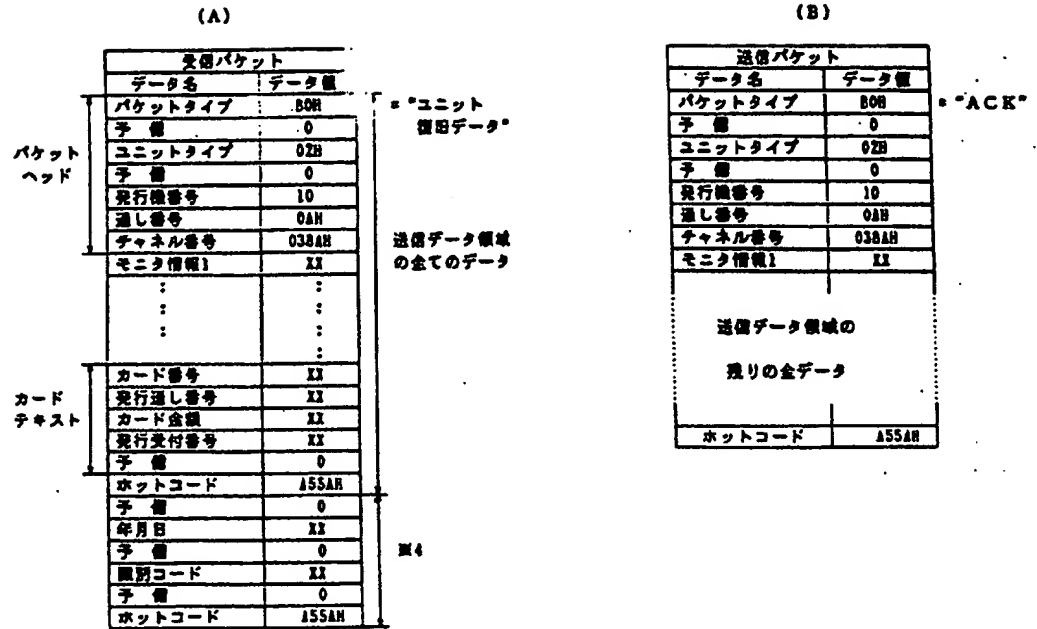 (A)
受信パケット
データ名 データ値
パケットタイプ 80H
予 備 0
ユニットタイプ 02H
予 備 0
発行機番号 10
通し番号 0AH
チャネル番号 038AH
モニタ情報1 XX
カード番号 XX
発行通し番号 XX
カード金額 XX
発行受付番号 XX
予 備 0
ホットコード A55AH
予 備 0
年月日 XX
予 備 0
識別コード XX
予 備 0
ホットコード A55AH
パケット
ヘッド
カード
テキスト
= "ユニット
復旧データ"
送信データ領域
の全てのデータ
※4
(B)
送信パケット
データ名 データ値
パケットタイプ 80H
= "ACK"
予 備 0
ユニットタイプ 02H
予 備 0
発行機番号 10
通し番号 0AH
チャネル番号 038AH
モニタ情報1 XX
送信データ領域の
残りの全データ
ホットコード A55AH